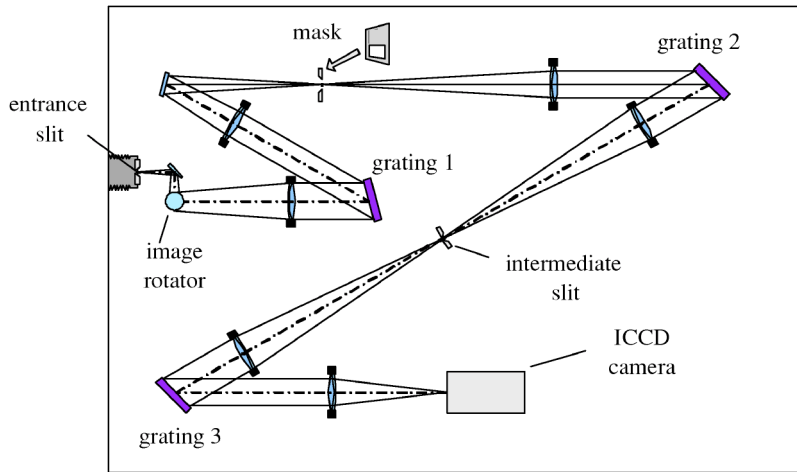 mask
grating 2
entrance
slit
grating 1
image
rotator
intermediate
slit
ICCD
camera
grating 3